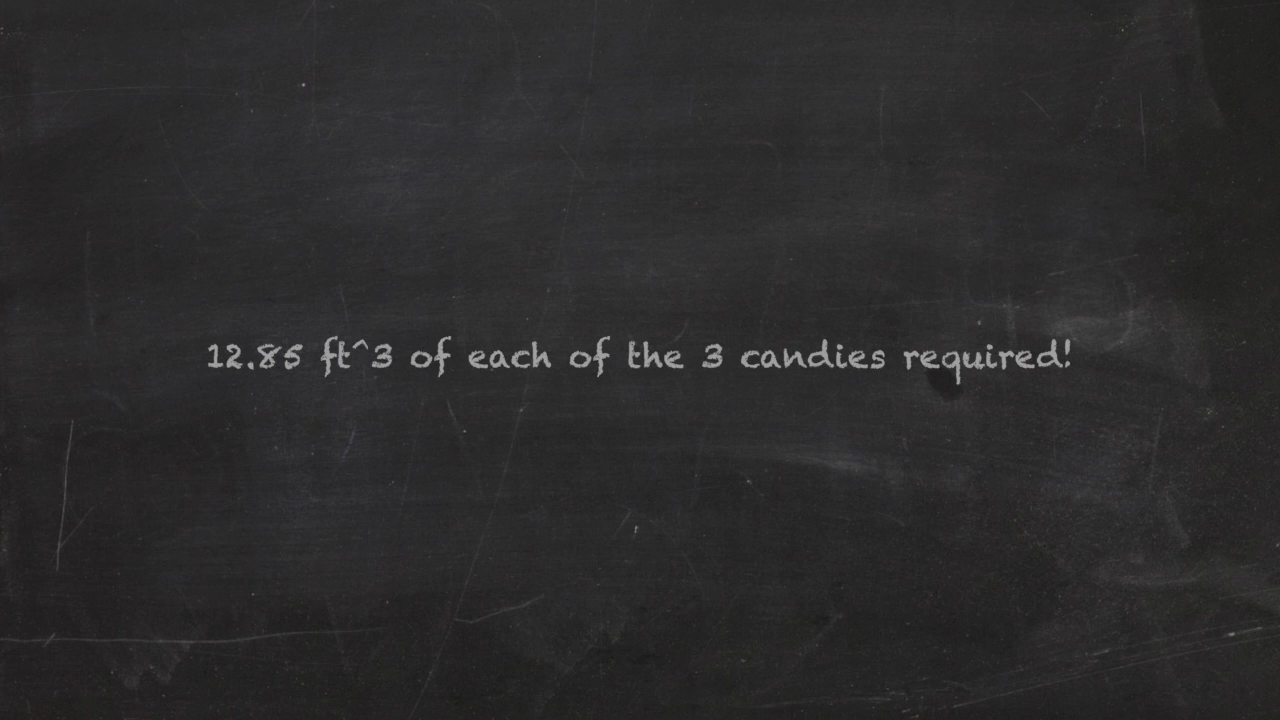 12.85 ft^3 of each of the 3 candies required!